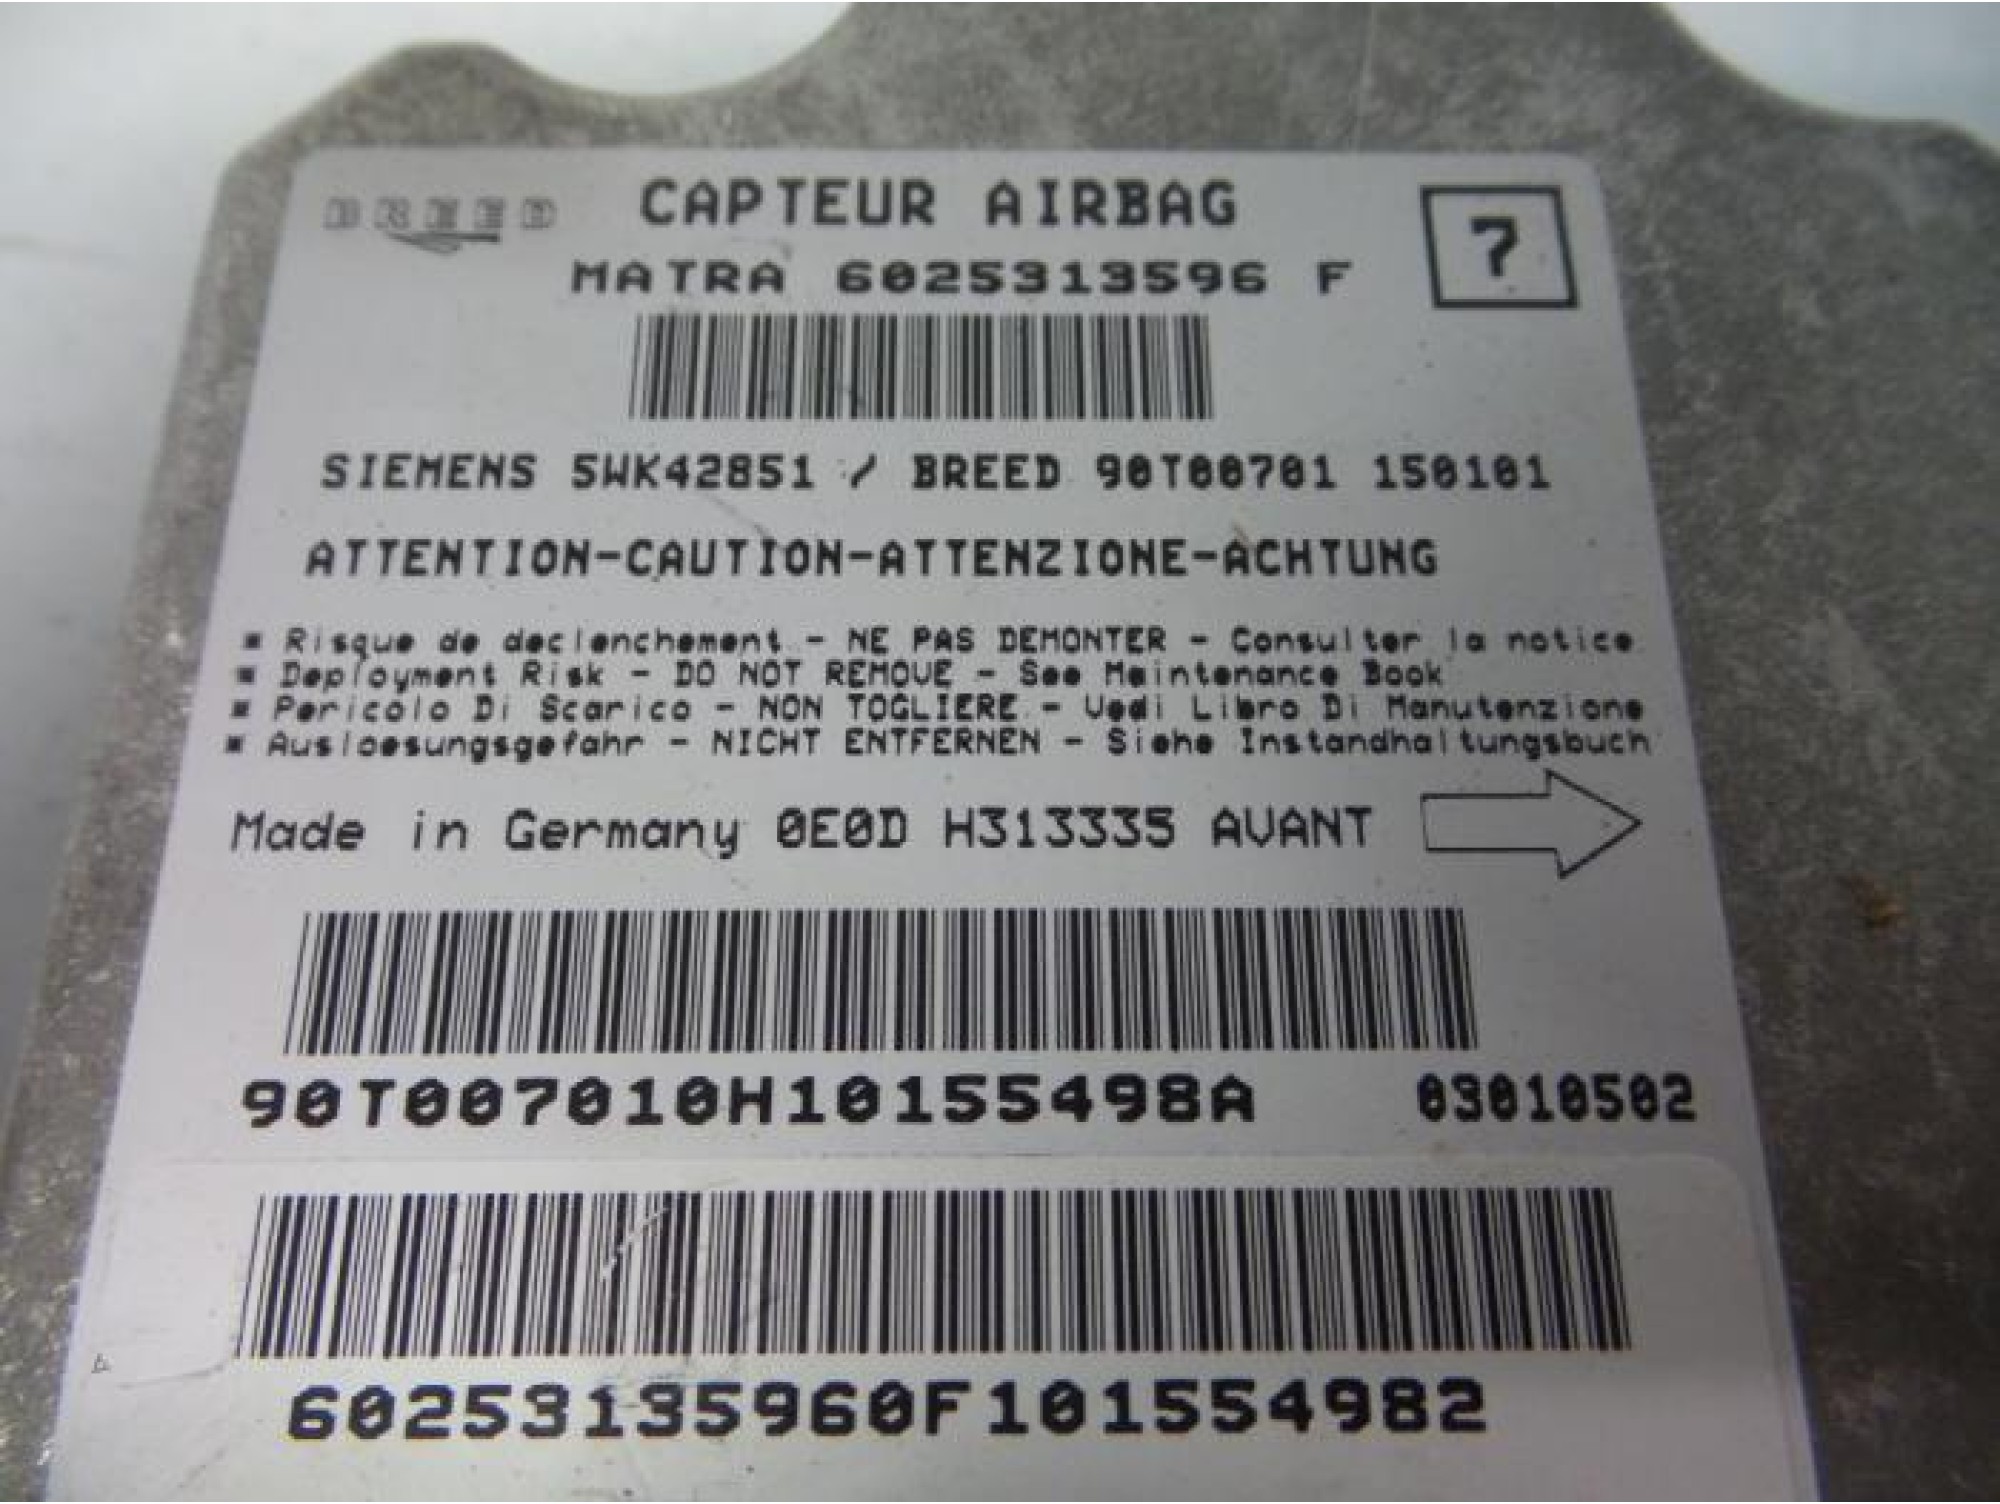 BREED CAPTEUR AIRBAG 7
MATRA 6025313596 F
SIEMENS 5WK42851 / BREED 90T00701 150101
ATTENTION-CAUTION-ATTENZIONE-ACHTUNG
▪ Risque de declenchement - NE PAS DEMONTER - Consulter la notice
▪ Deployment Risk - DO NOT REMOVE - See Maintenance Book
▪ Pericolo Di Scarico - NON TOGLIERE - Vedi Libro Di Manutenzione
▪ Ausloesungsgefahr - NICHT ENTFERNEN - Siehe Instandhaltungsbuch
Made in Germany 0E0D H313335 AVANT
90T007010H10155498A 03010502
60253135960F101554982